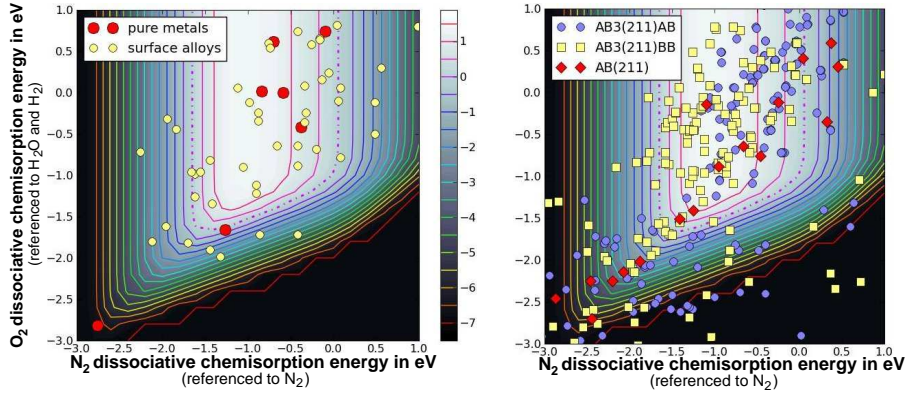 O2 dissociative chemisorption energy in eV
(referenced to H2O and H2)
1.0
0.5
0.0
−0.5
−1.0
−1.5
−2.0
−2.5
−3.0
pure metals
surface alloys
−3.0 −2.5 −2.0 −1.5 −1.0 −0.5 0.0 0.5 1.0
N2 dissociative chemisorption energy in eV
(referenced to N2)
1
0
−1
−2
−3
−4
−5
−6
−7
1.0
0.5
0.0
−0.5
−1.0
−1.5
−2.0
−2.5
−3.0
AB3(211)AB
AB3(211)BB
AB(211)
−3.0 −2.5 −2.0 −1.5 −1.0 −0.5 0.0 0.5 1.0
N2 dissociative chemisorption energy in eV
(referenced to N2)